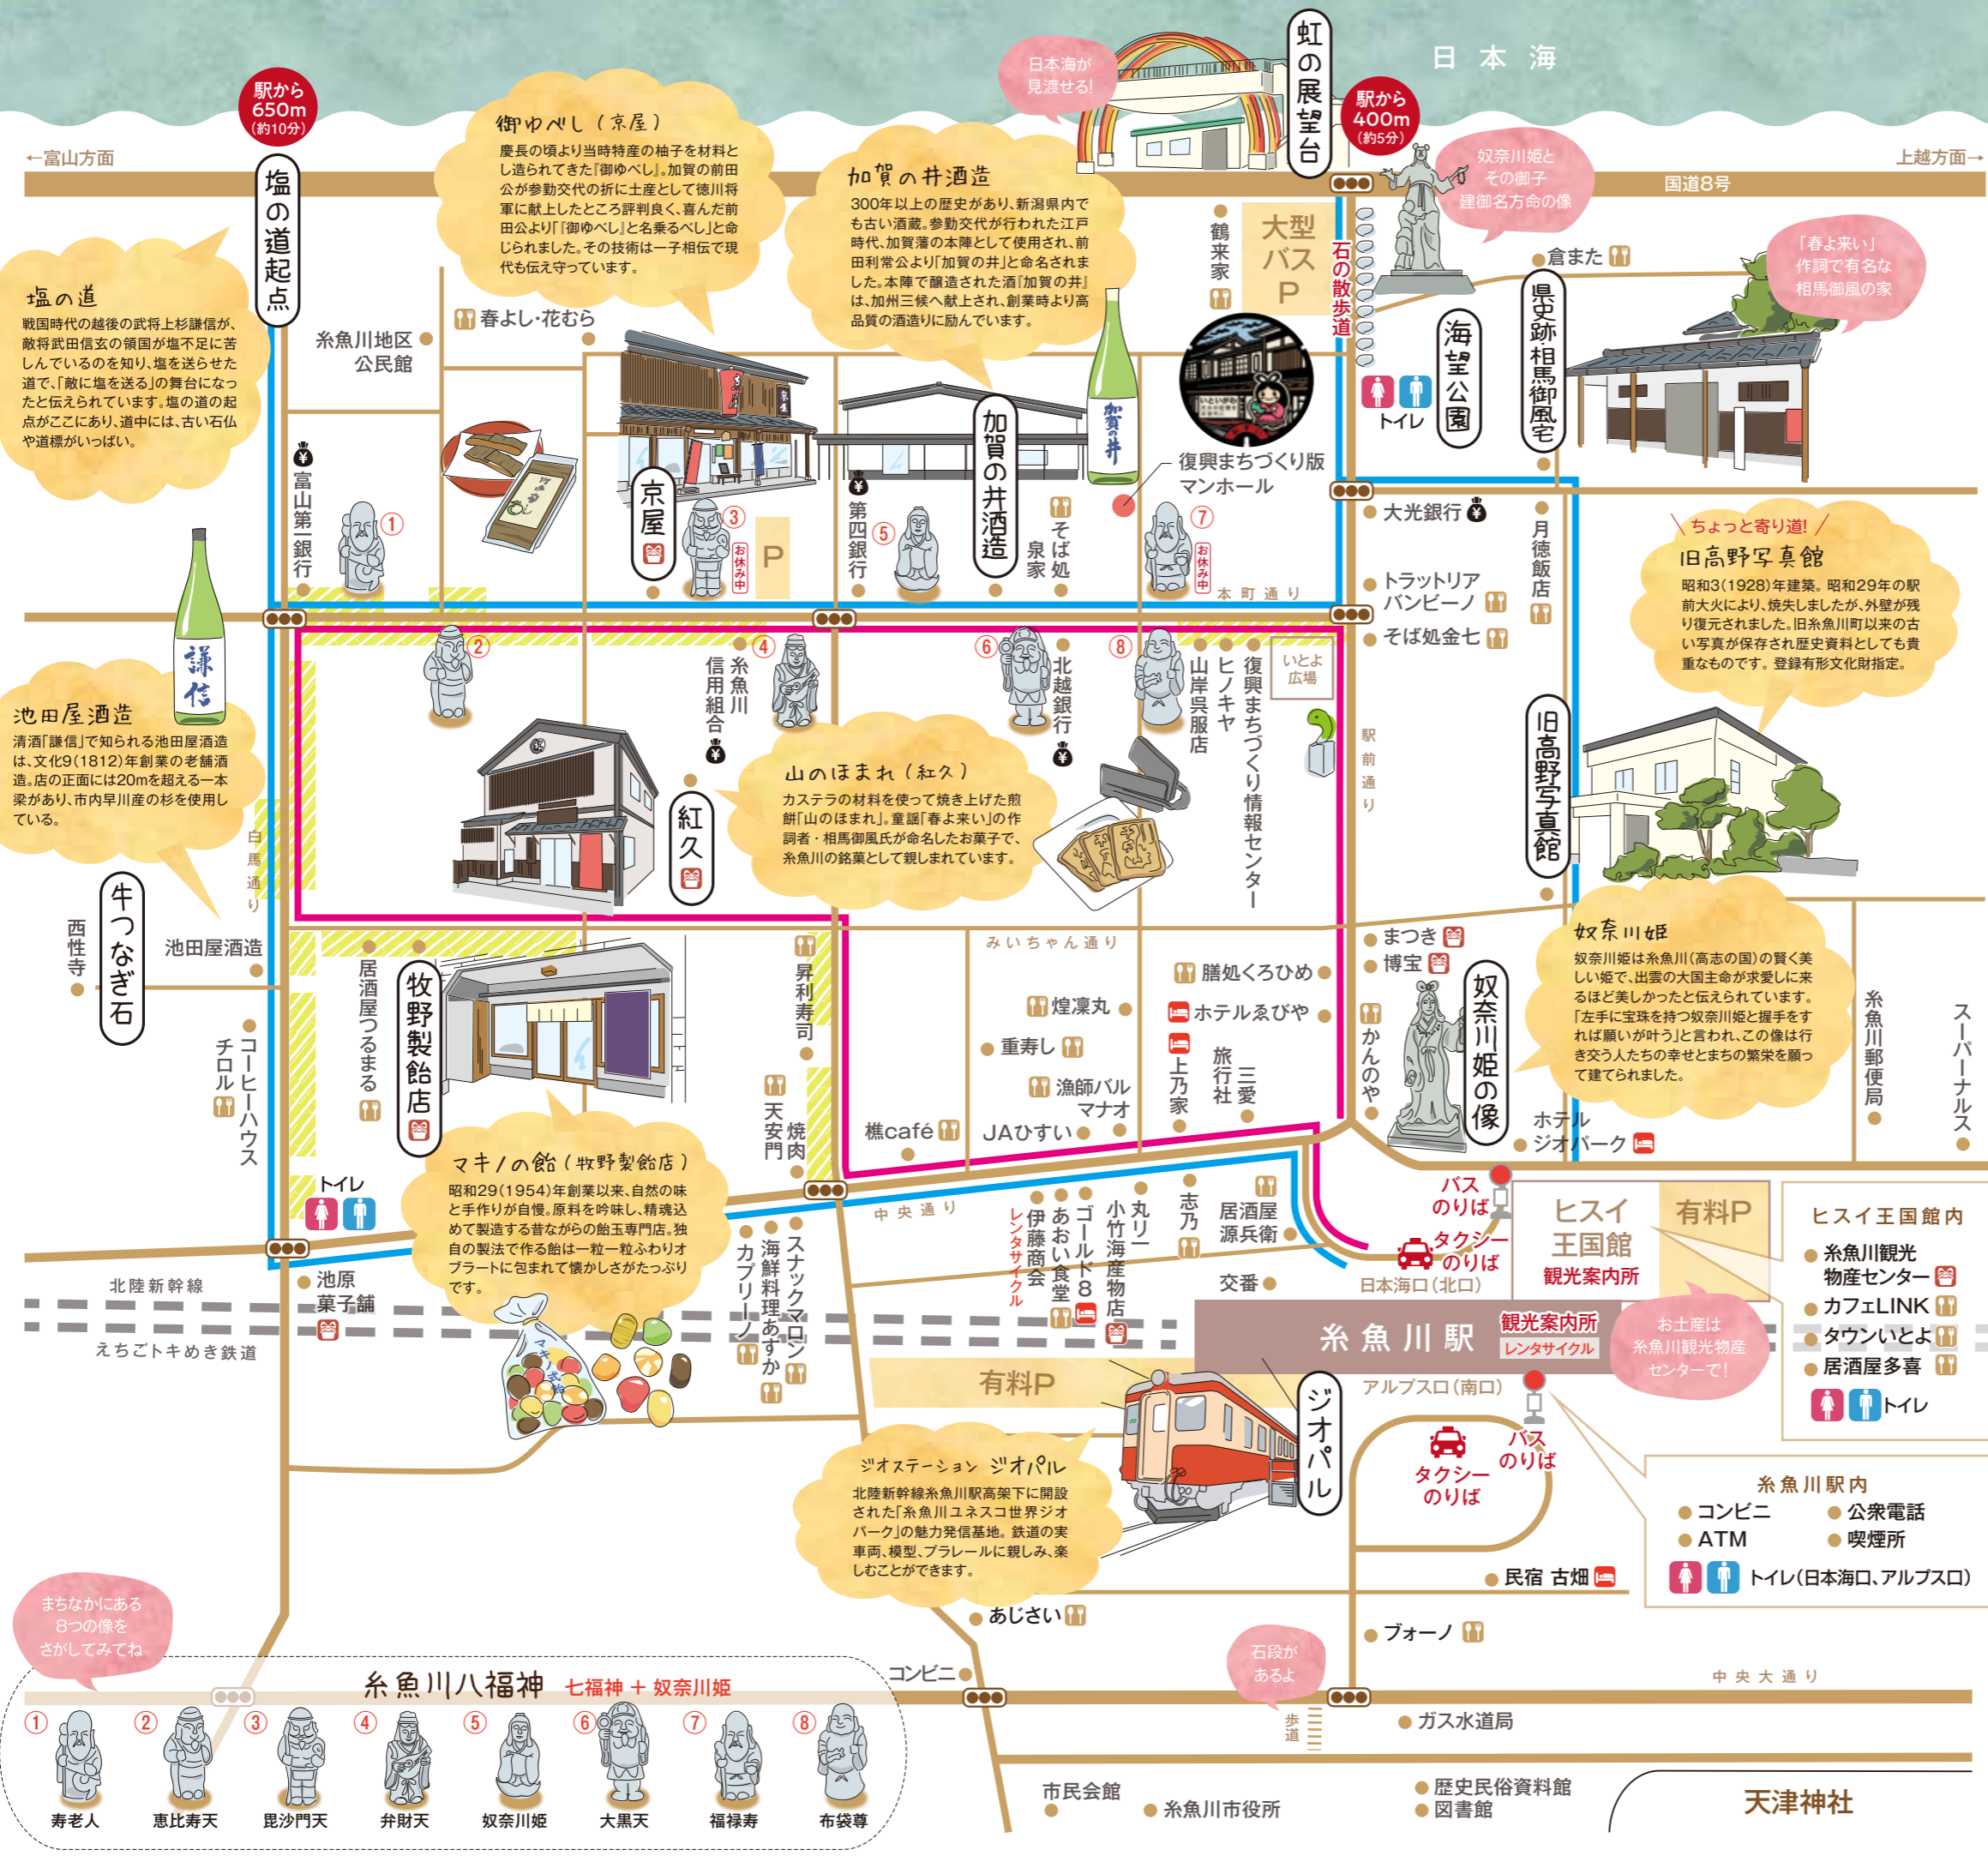 日本海
虹の展望台
日本海が
見渡せる!
駅から
400m
(約5分)
駅から
650m
(約10分)
←富山方面
上越方面→
国道8号
塩の道起点
塩の道
戦国時代の越後の武将上杉謙信が、
敵将武田信玄の領国が塩不足に苦
しんでいるのを知り、塩を送らせた
道で、「敵に塩を送る」の舞台になっ
たと伝えられています。塩の道の起
点がここにあり、道中には、古い石仏
や道標がいっぱい。
御ゆべし（京屋）
慶長の頃より当時特産の柚子を材料と
し造られてきた『御ゆべし』。加賀の前田
公が参勤交代の折に土産として徳川将
軍に献上したところ評判良く、喜んだ前
田公より「『御ゆべし』と名乗るべし」と命
じられました。その技術は一子相伝で現
代も伝え守っています。
加賀の井酒造
300年以上の歴史があり、新潟県内で
も古い酒蔵。参勤交代が行われた江戸
時代、加賀藩の本陣として使用され、前
田利常公より「加賀の井」と命名されま
した。本陣で醸造された酒『加賀の井』
は、加州三候へ献上され、創業時より高
品質の酒造りに励んでいます。
奴奈川姫と
その御子
建御名方命の像
「春よ来い」
作詞で有名な
相馬御風の家
鶴来家
大型
バス
P
石の散歩道
海望公園
トイレ
倉また
県史跡・相馬御風宅
糸魚川地区
公民館
春よし・花むら
加賀の井
復興まちづくり版
マンホール
富山第一銀行
①
京屋
③
お休み中
P
第四銀行
⑤
加賀の井酒造
そば処
泉家
⑦
お休み中
本町通り
大光銀行
トラットリア
バンビーノ
そば処金七
月徳飯店
ちょっと寄り道!
旧高野写真館
昭和3(1928)年建築。昭和29年の駅
前大火により、焼失しましたが、外壁が残
り復元されました。旧糸魚川町以来の古
い写真が保存され歴史資料としても貴
重なものです。登録有形文化財指定。
謙信
池田屋酒造
清酒「謙信」で知られる池田屋酒造
は、文化9(1812)年創業の老舗酒
造。店の正面には20mを超える一本
梁があり、市内早川産の杉を使用し
ている。
②
糸魚川
信用組合
④
⑥
北越銀行
⑧
山岸呉服店
ヒノキヤ
復興まちづくり情報センター
いとよ
広場
駅前通り
旧高野写真館
紅久
山のほまれ（紅久）
カステラの材料を使って焼き上げた煎
餅「山のほまれ」。童謡「春よ来い」の作
詞者・相馬御風氏が命名したお菓子で、
糸魚川の銘菓として親しまれています。
白馬通り
牛つなぎ石
西性寺
池田屋酒造
コーヒーハウス
チロル
居酒屋つるまる
牧野製飴店
昇利寿司
焼肉
天安門
みいちゃん通り
膳処くろひめ
煌凜丸
ホテルゑびや
重寿し
漁師バル
マナオ
上乃家
三愛
旅行社
樵café
JAひすい
まつき
博宝
かんのや
奴奈川姫の像
奴奈川姫
奴奈川姫は糸魚川(高志の国)の賢く美
しい姫で、出雲の大国主命が求愛しに来
るほど美しかったと伝えられています。
「左手に宝珠を持つ奴奈川姫と握手をす
れば願いが叶う」と言われ、この像は行
き交う人たちの幸せとまちの繁栄を願っ
て建てられました。
ホテル
ジオパーク
糸魚川郵便局
スーパーナルス
マキノの飴（牧野製飴店）
昭和29(1954)年創業以来、自然の味
と手作りが自慢。原料を吟味し、精魂込
めて製造する昔ながらの飴玉専門店。独
自の製法で作る飴は一粒一粒ふわりオ
ブラートに包まれて懐かしさがたっぷり
です。
マキノ式飴
トイレ
池原
菓子舗
北陸新幹線
えちごトキめき鉄道
中央通り
カプリーノ
海鮮料理あすか
スナックマロン
伊藤商会
レンタサイクル
あおい食堂
ゴールド8
小竹海産物店
丸リー
志乃
居酒屋
源兵衛
交番
バス
のりば
タクシー
のりば
日本海口(北口)
ヒスイ
王国館
観光案内所
有料P
ヒスイ王国館内
糸魚川観光
物産センター
カフェLINK
タウンいとよ
居酒屋多喜
トイレ
糸魚川駅
観光案内所
レンタサイクル
お土産は
糸魚川観光物産
センターで!
有料P
アルプス口(南口)
バス
のりば
タクシー
のりば
ジオパル
ジオステーション ジオパル
北陸新幹線糸魚川駅高架下に開設
された「糸魚川ユネスコ世界ジオ
パーク」の魅力発信基地。鉄道の実
車両、模型、プラレールに親しみ、楽
しむことができます。
糸魚川駅内
コンビニ
公衆電話
ATM
喫煙所
トイレ(日本海口、アルプス口)
民宿 古畑
あじさい
ブォーノ
コンビニ
石段が
あるよ
歩道
中央大通り
ガス水道局
市民会館
糸魚川市役所
歴史民俗資料館
図書館
天津神社
まちなかにある
8つの像を
さがしてみてね
糸魚川八福神 七福神＋奴奈川姫
① ② ③ ④ ⑤ ⑥ ⑦ ⑧
寿老人 恵比寿天 毘沙門天 弁財天 奴奈川姫 大黒天 福禄寿 布袋尊